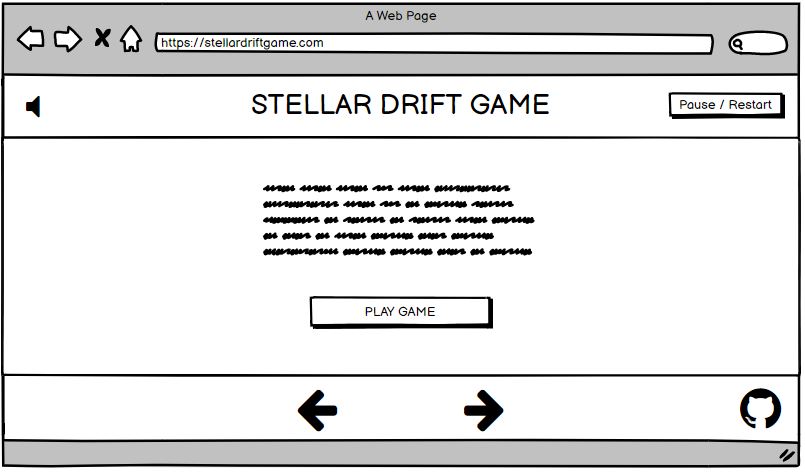 A Web Page
https://stellardriftgame.com
STELLAR DRIFT GAME
Pause / Restart
PLAY GAME